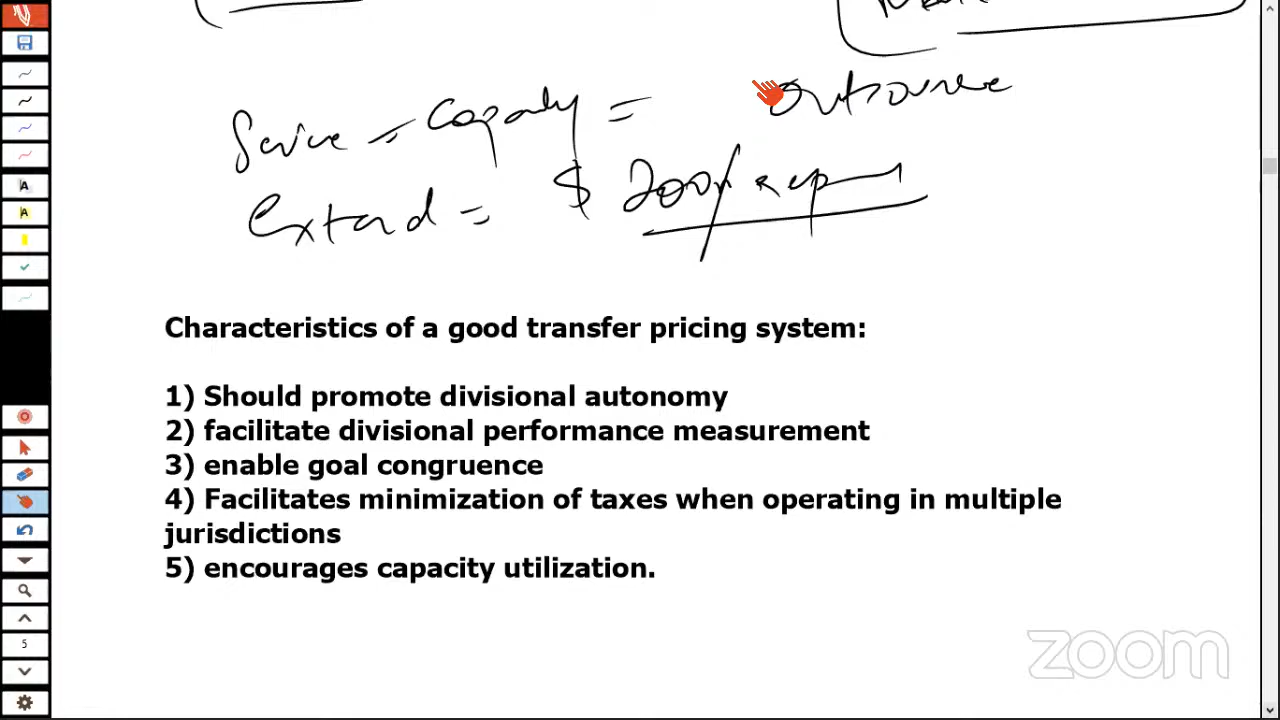 Service = Capacity = outsource
$ 200/
Characteristics of a good transfer pricing system:
1) Should promote divisional autonomy
2) facilitate divisional performance measurement
3) enable goal congruence
4) Facilitates minimization of taxes when operating in multiple
jurisdictions
5) encourages capacity utilization.
5
zoom